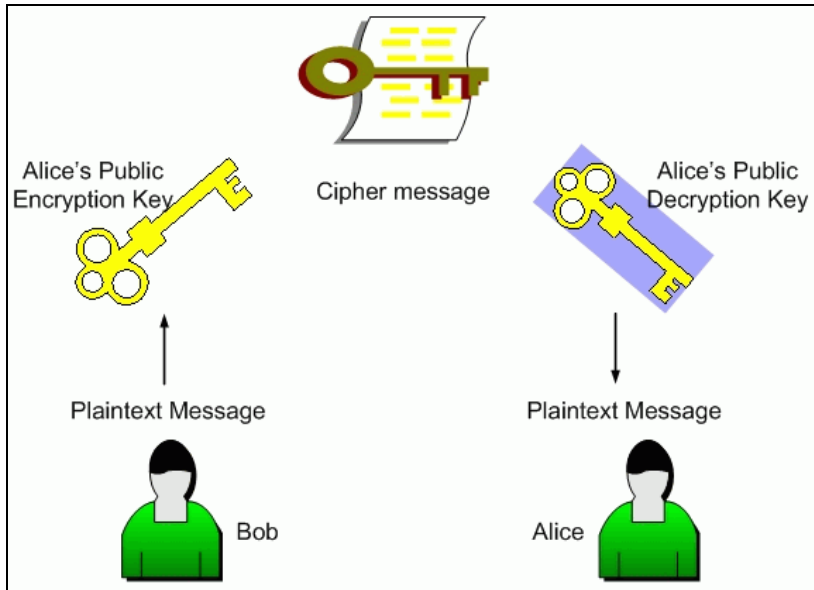 Alice's Public
Encryption Key
Cipher message
Alice's Public
Decryption Key
Plaintext Message
Bob
Plaintext Message
Alice